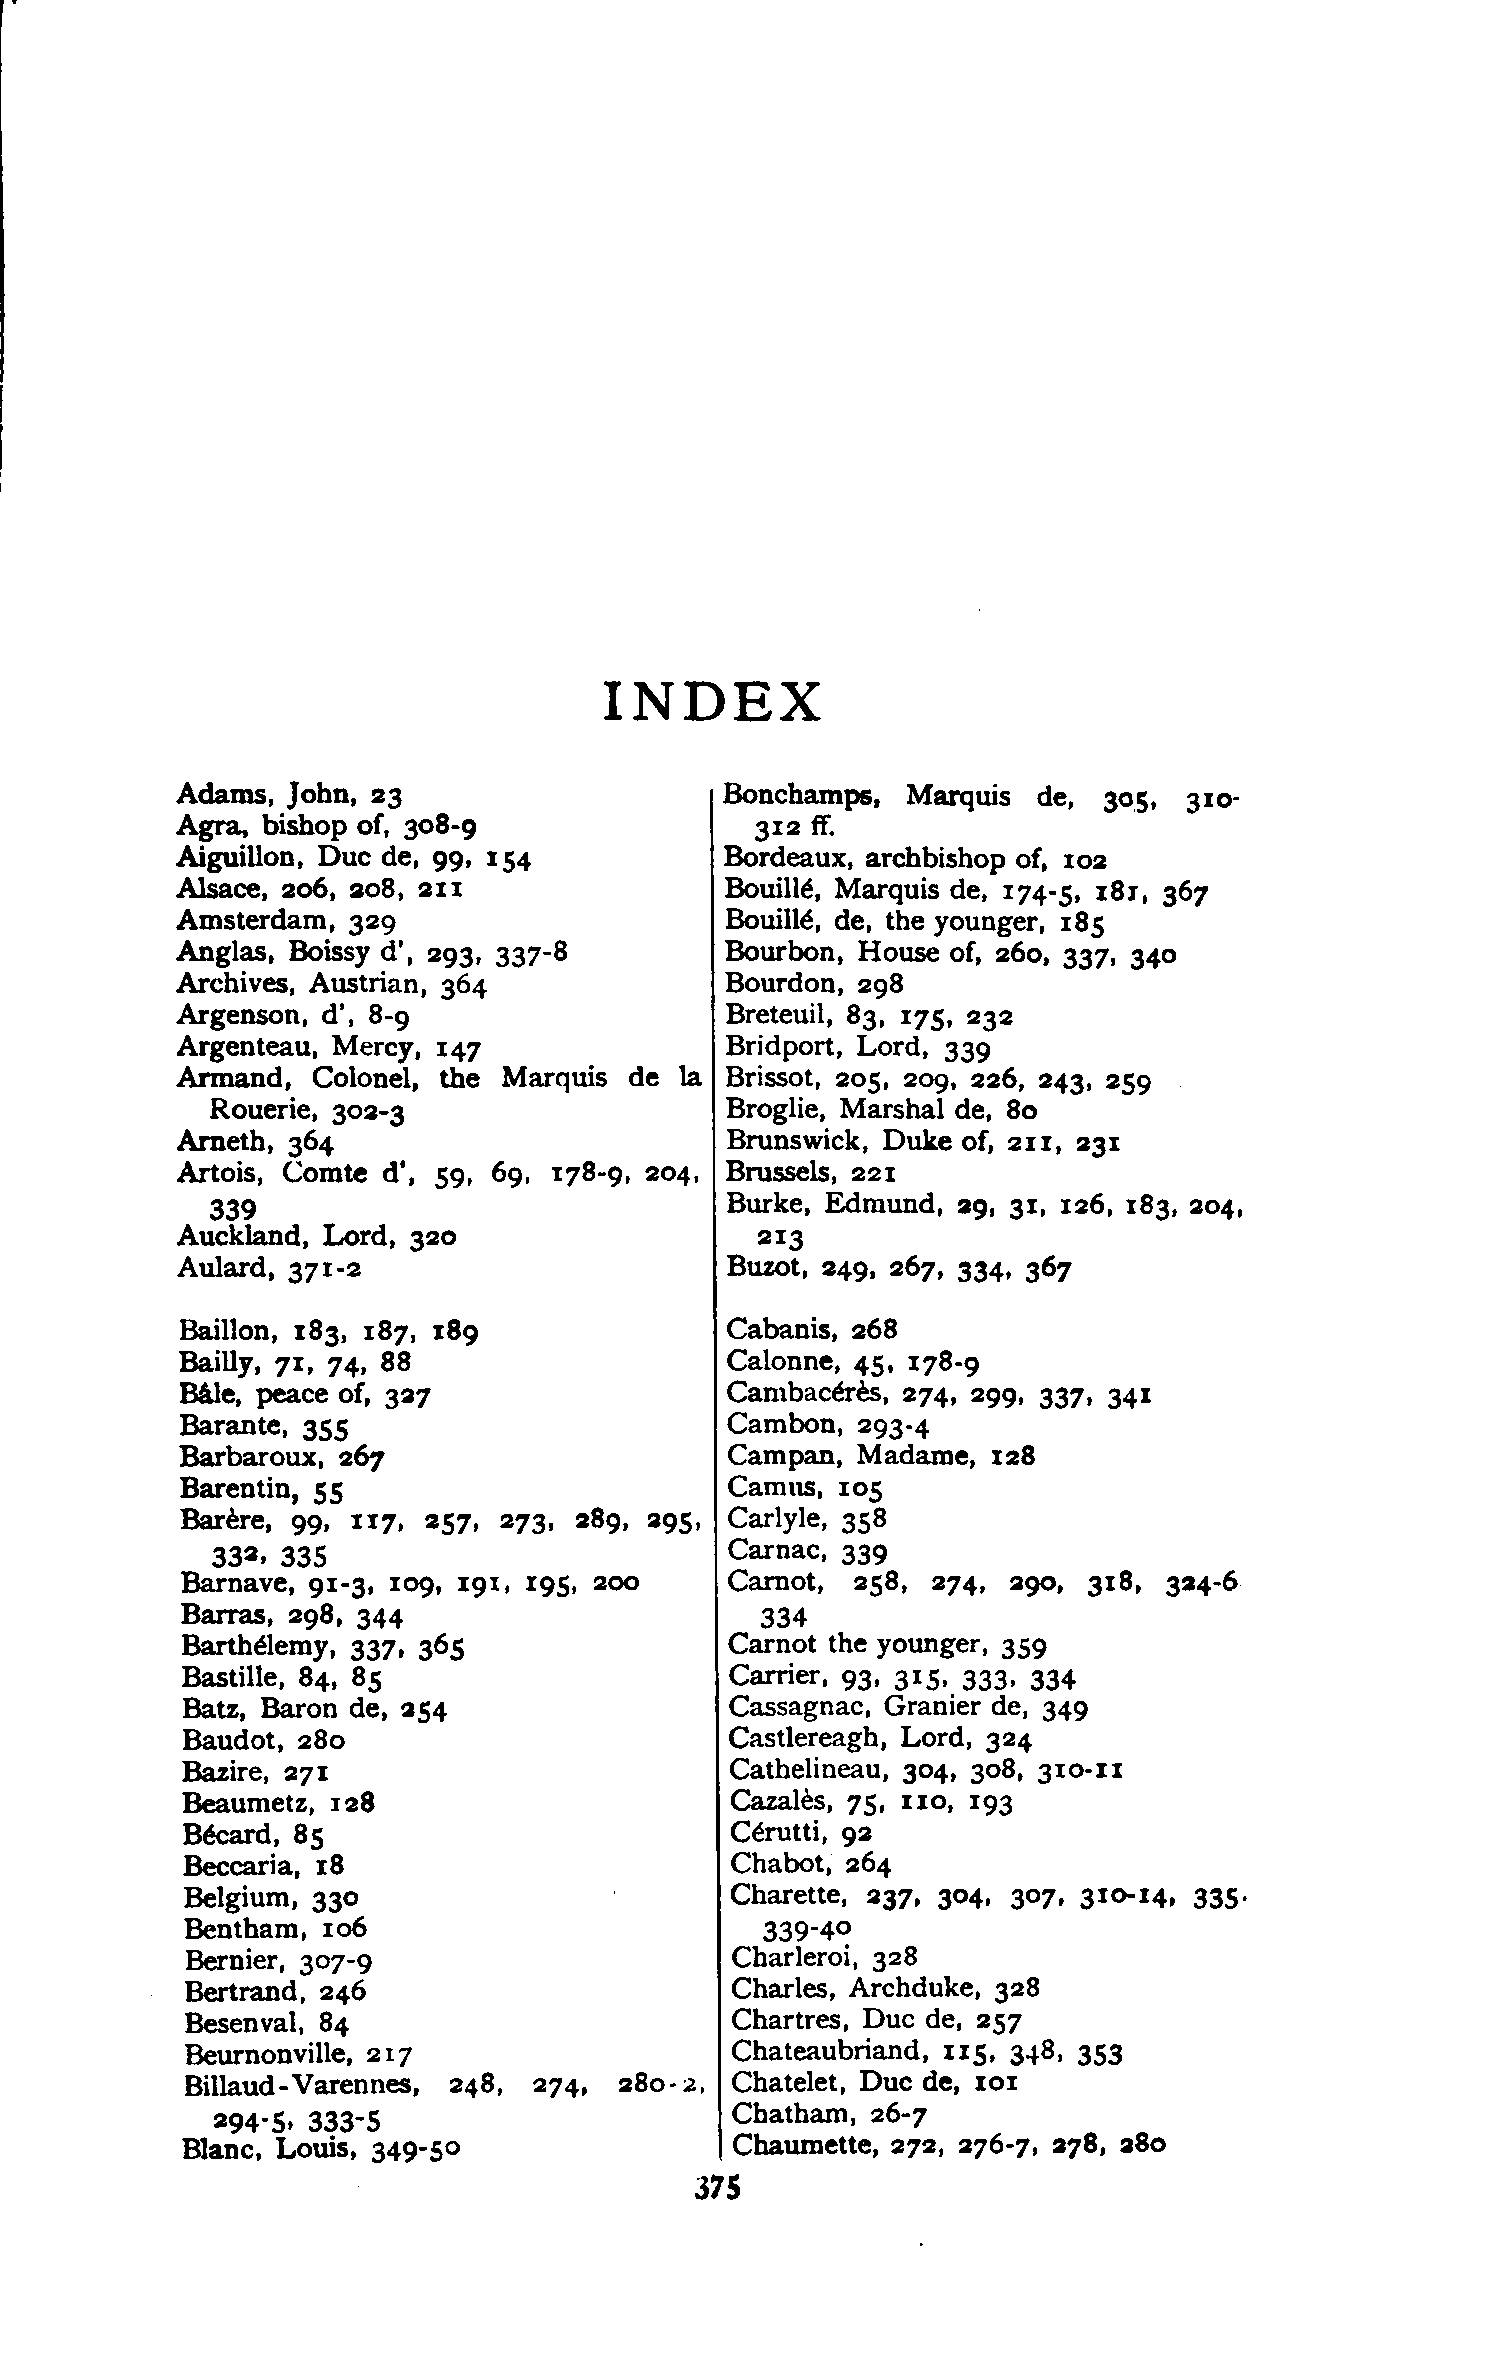 INDEX
Adams, John, 23
Agra, bishop of, 308-9
Aiguillon, Duc de, 99, 154
Alsace, 206, 208, 211
Amsterdam, 329
Anglas, Boissy d', 293, 337-8
Archives, Austrian, 364
Argenson, d', 8-9
Argenteau, Mercy, 147
Armand, Colonel, the Marquis de la
Rouerie, 302-3
Arneth, 364
Artois, Comte d', 59, 69, 178-9, 204,
339
Auckland, Lord, 320
Aulard, 371-2
Baillon, 183, 187, 189
Bailly, 71, 74, 88
Bâle, peace of, 327
Barante, 355
Barbaroux, 267
Barentin, 55
Barère, 99, 117, 257, 273, 289, 295,
332, 335
Barnave, 91-3, 109, 191, 195, 200
Barras, 298, 344
Barthélemy, 337, 365
Bastille, 84, 85
Batz, Baron de, 254
Baudot, 280
Bazire, 271
Beaumetz, 128
Bécard, 85
Beccaria, 18
Belgium, 330
Bentham, 106
Bernier, 307-9
Bertrand, 246
Besenval, 84
Beurnonville, 217
Billaud-Varennes, 248, 274, 280-2,
294-5, 333-5
Blanc, Louis, 349-50
Bonchamps, Marquis de, 305, 310-
312 ff.
Bordeaux, archbishop of, 102
Bouillé, Marquis de, 174-5, 181, 367
Bouillé, de, the younger, 185
Bourbon, House of, 260, 337, 340
Bourdon, 298
Breteuil, 83, 175, 232
Bridport, Lord, 339
Brissot, 205, 209, 226, 243, 259
Broglie, Marshal de, 80
Brunswick, Duke of, 211, 231
Brussels, 221
Burke, Edmund, 29, 31, 126, 183, 204,
213
Buzot, 249, 267, 334, 367
Cabanis, 268
Calonne, 45, 178-9
Cambacérès, 274, 299, 337, 341
Cambon, 293-4
Campan, Madame, 128
Camus, 105
Carlyle, 358
Carnac, 339
Carnot, 258, 274, 290, 318, 324-6
334
Carnot the younger, 359
Carrier, 93, 315, 333, 334
Cassagnac, Granier de, 349
Castlereagh, Lord, 324
Cathelineau, 304, 308, 310-11
Cazalès, 75, 110, 193
Cérutti, 92
Chabot, 264
Charette, 237, 304, 307, 310-14, 335.
339-40
Charleroi, 328
Charles, Archduke, 328
Chartres, Duc de, 257
Chateaubriand, 115, 348, 353
Chatelet, Duc de, 101
Chatham, 26-7
Chaumette, 272, 276-7, 278, 280
375